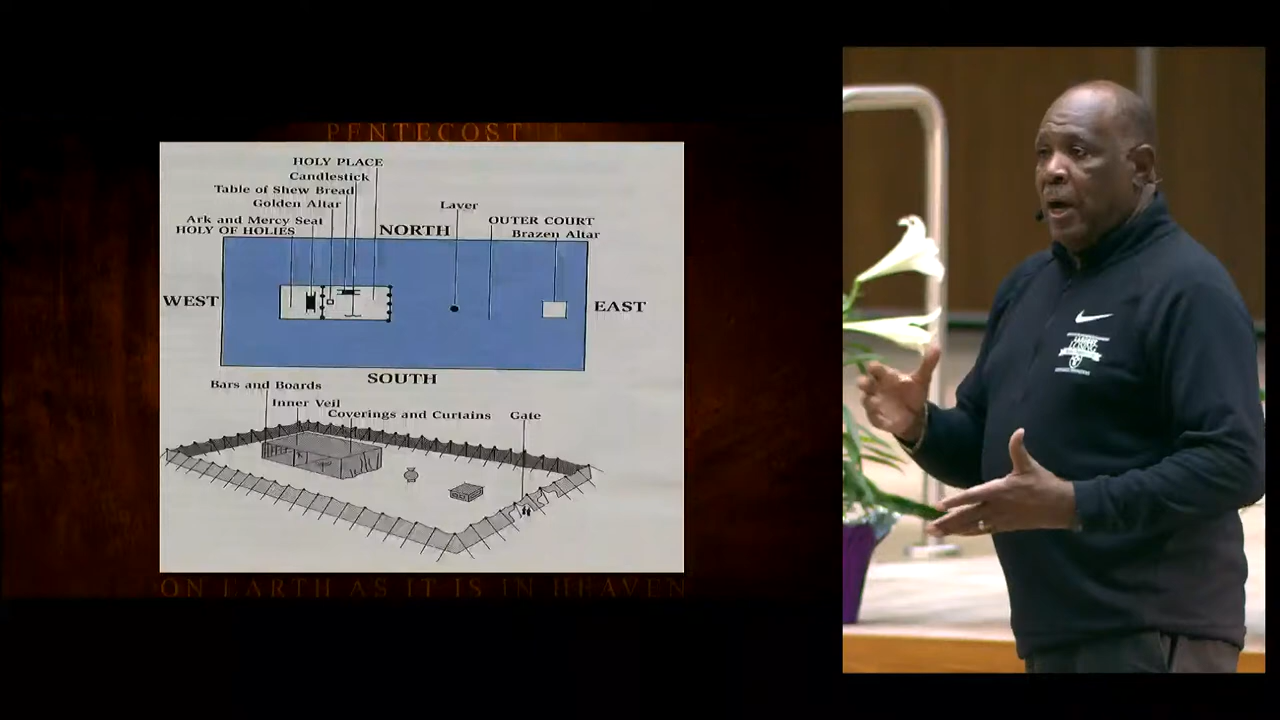 PENTECOST
HOLY PLACE
Candlestick
Table of Shew Bread
Golden Altar
Ark and Mercy Seat
HOLY OF HOLIES
NORTH
Laver
OUTER COURT
Brazen Altar
WEST
EAST
SOUTH
Bars and Boards
Inner Veil
Coverings and Curtains
Gate
ON EARTH AS IT IS IN HEAVEN